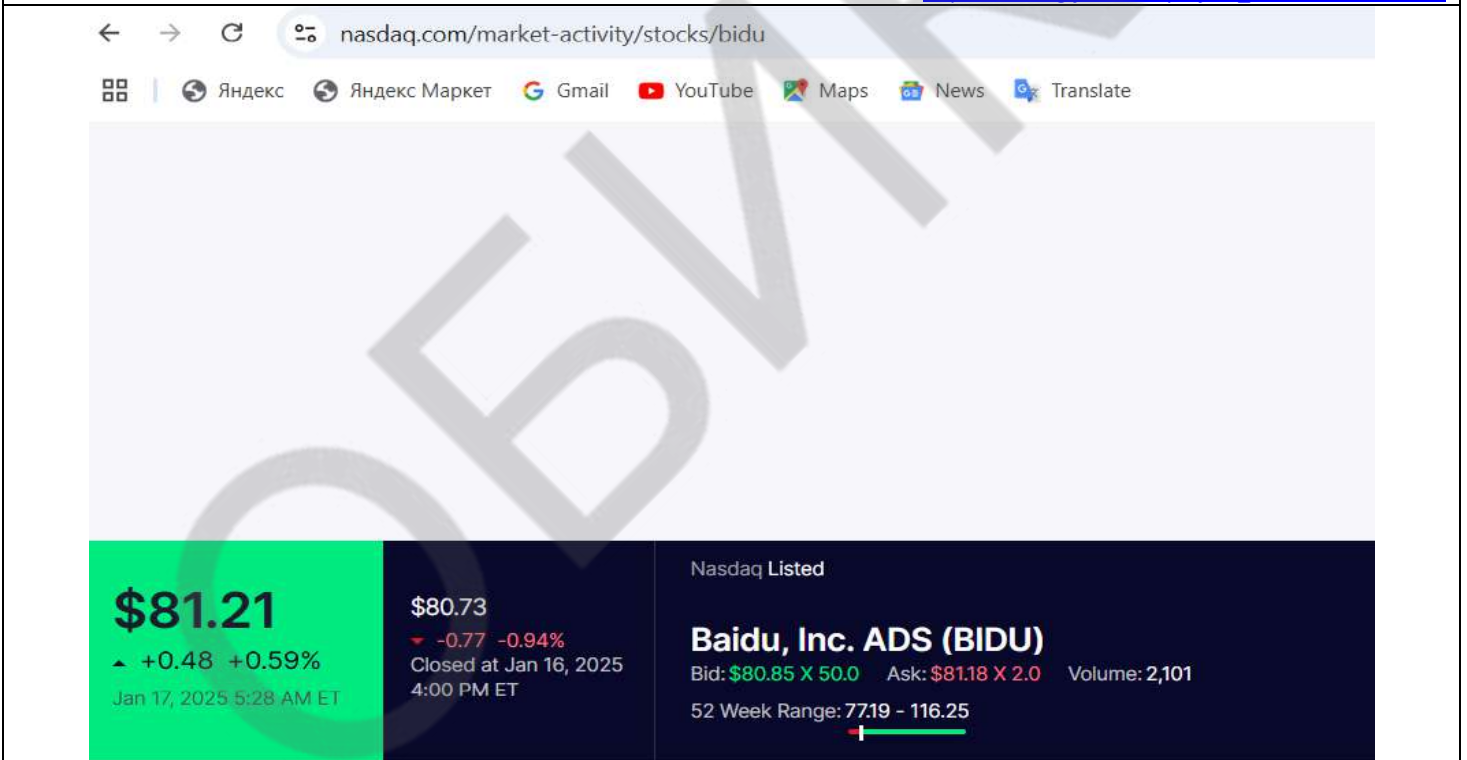 nasdaq.com/market-activity/stocks/bidu
Яндекс Яндекс Маркет Gmail YouTube Maps News Translate
ОБИК
Nasdaq Listed
$81.21
+0.48 +0.59%
Jan 17, 2025 5:28 AM ET
$80.73
-0.77 -0.94%
Closed at Jan 16, 2025
4:00 PM ET
Baidu, Inc. ADS (BIDU)
Bid: $80.85 X 50.0 Ask: $81.18 X 2.0 Volume: 2,101
52 Week Range: 77.19 - 116.25